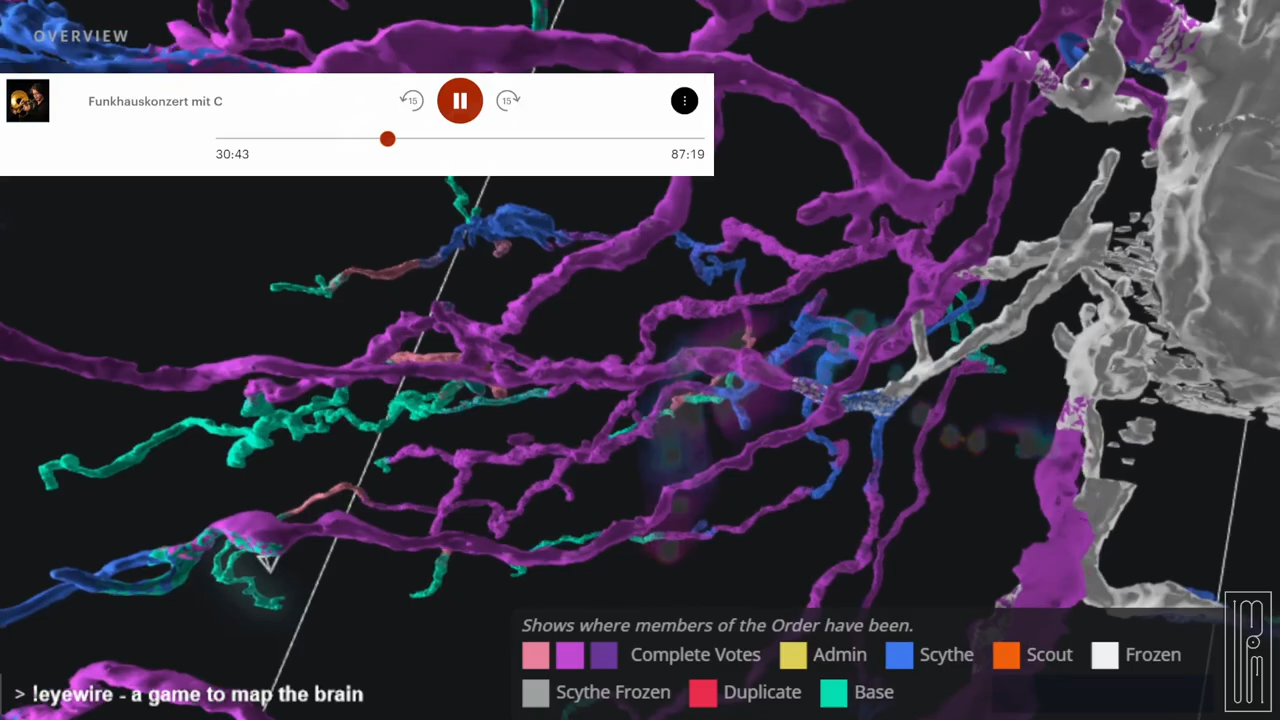 OVERVIEW
Funkhauskonzert mit C
15
15
30:43
87:19
Shows where members of the Order have been.
Complete Votes Admin Scythe Scout Frozen
Scythe Frozen Duplicate Base
> !eyewire - a game to map the brain